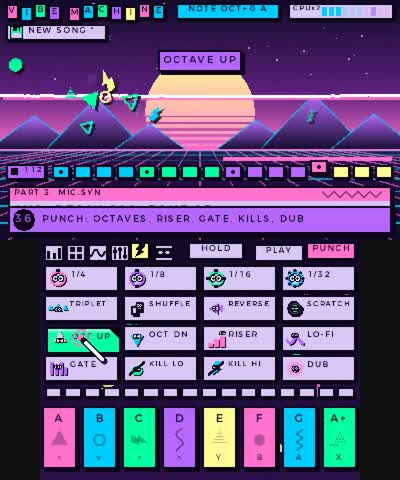 VIBE MACHINE
NOTE OCT+0 A
CPU%2
NEW SONG*
OCTAVE UP
112
PART 3 MIC.SYN
36 PUNCH: OCTAVES, RISER, GATE, KILLS, DUB
HOLD PLAY PUNCH
1/4 1/8 1/16 1/32
TRIPLET SHUFFLE REVERSE SCRATCH
UP OCT DN RISER LO-FI
GATE KILL LO KILL HI DUB
A B C D E F G A+
Y B A X